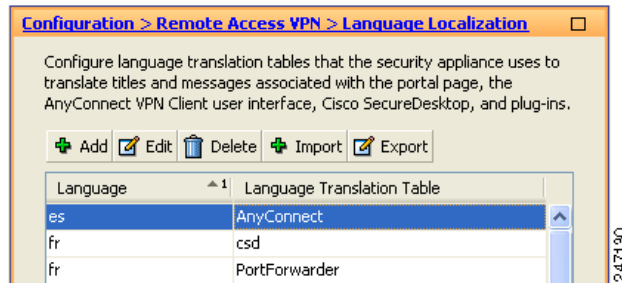 Configuration > Remote Access VPN > Language Localization
Configure language translation tables that the security appliance uses to
translate titles and messages associated with the portal page, the
AnyConnect VPN Client user interface, Cisco SecureDesktop, and plug-ins.
Add Edit Delete Import Export
Language 1 Language Translation Table
es AnyConnect
fr csd
fr PortForwarder
247130